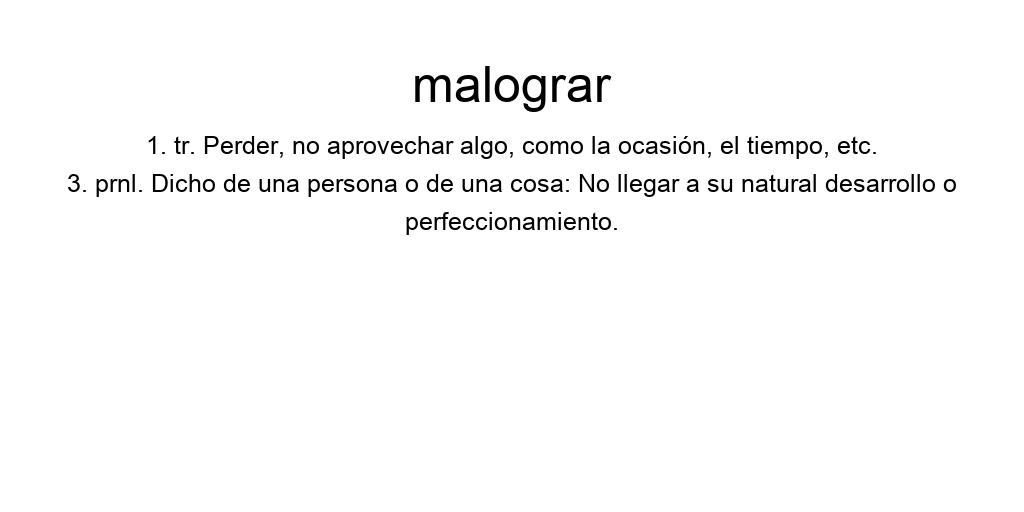 malograr
1. tr. Perder, no aprovechar algo, como la ocasión, el tiempo, etc.
3. prnl. Dicho de una persona o de una cosa: No llegar a su natural desarrollo o
perfeccionamiento.